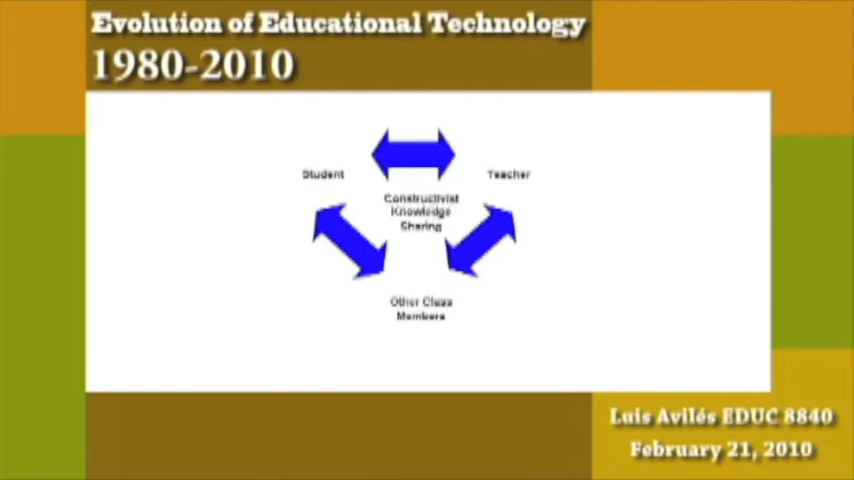 Evolution of Educational Technology
1980-2010
Student
Teacher
Constructivist
Knowledge
Sharing
Other Class
Members
Luis Avilés EDUC 8840
February 21, 2010